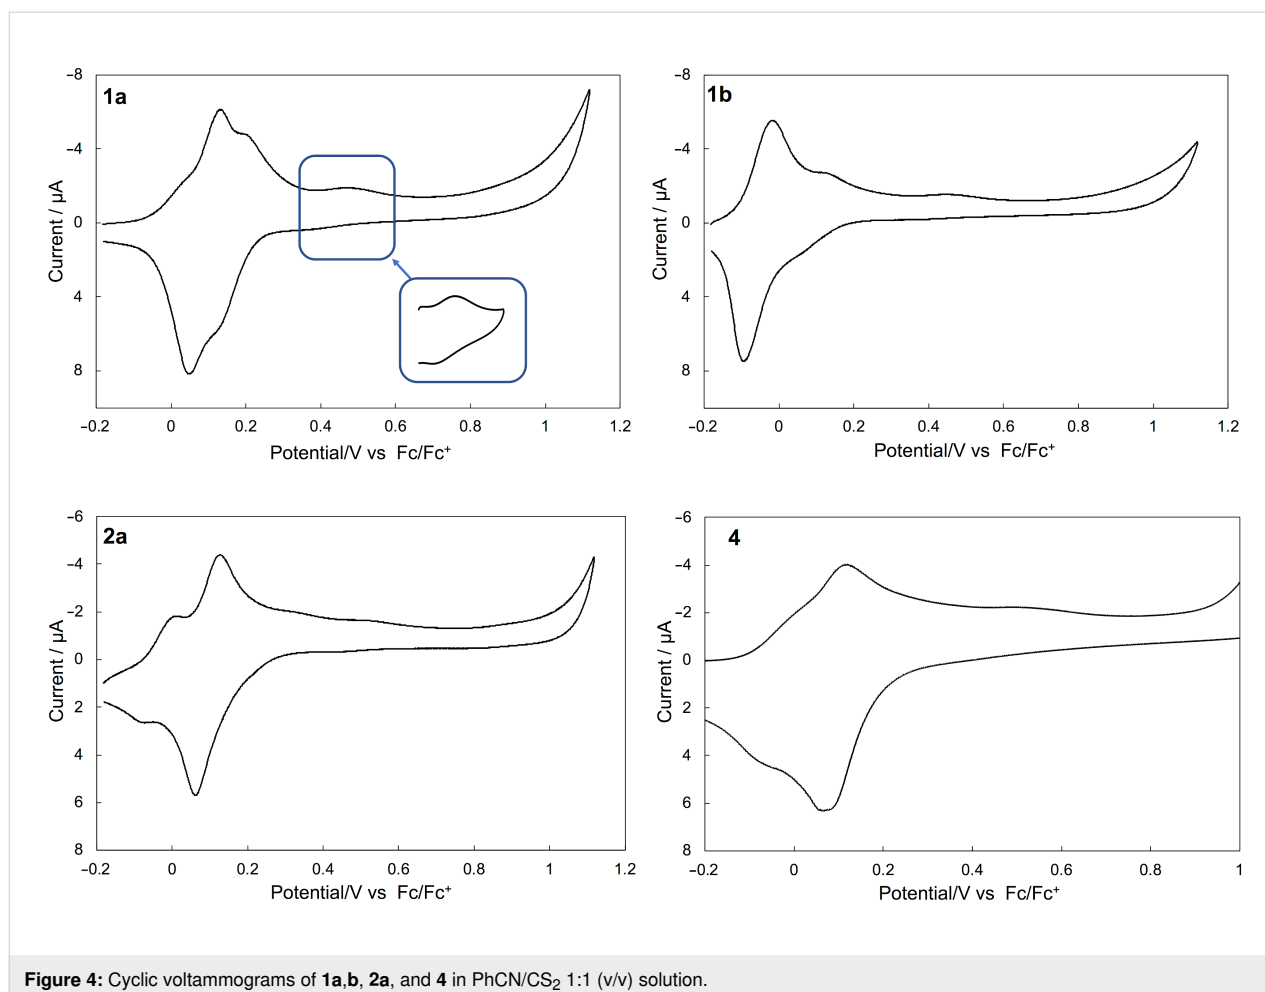 1a
Current / μA
−8
−4
0
4
8
−0.2 0 0.2 0.4 0.6 0.8 1 1.2
Potential/V vs Fc/Fc⁺
1b
Current / μA
−8
−4
0
4
8
−0.2 0 0.2 0.4 0.6 0.8 1 1.2
Potential/V vs Fc/Fc⁺
2a
Current / μA
−6
−4
−2
0
2
4
6
8
−0.2 0 0.2 0.4 0.6 0.8 1 1.2
Potential/V vs Fc/Fc⁺
4
Current / μA
−6
−4
−2
0
2
4
6
8
−0.2 0 0.2 0.4 0.6 0.8 1
Potential/V vs Fc/Fc⁺
Figure 4: Cyclic voltammograms of 1a,b, 2a, and 4 in PhCN/CS₂ 1:1 (v/v) solution.